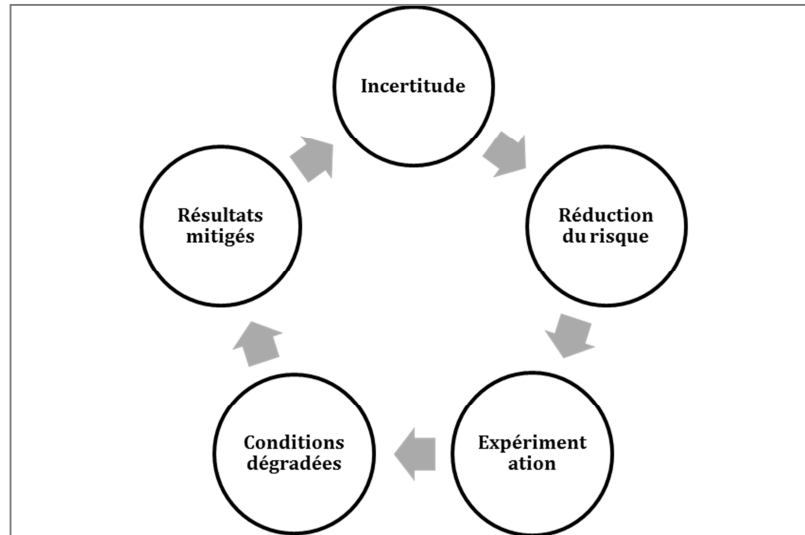 Incertitude
Réduction
du risque
Expériment
ation
Conditions
dégradées
Résultats
mitigés